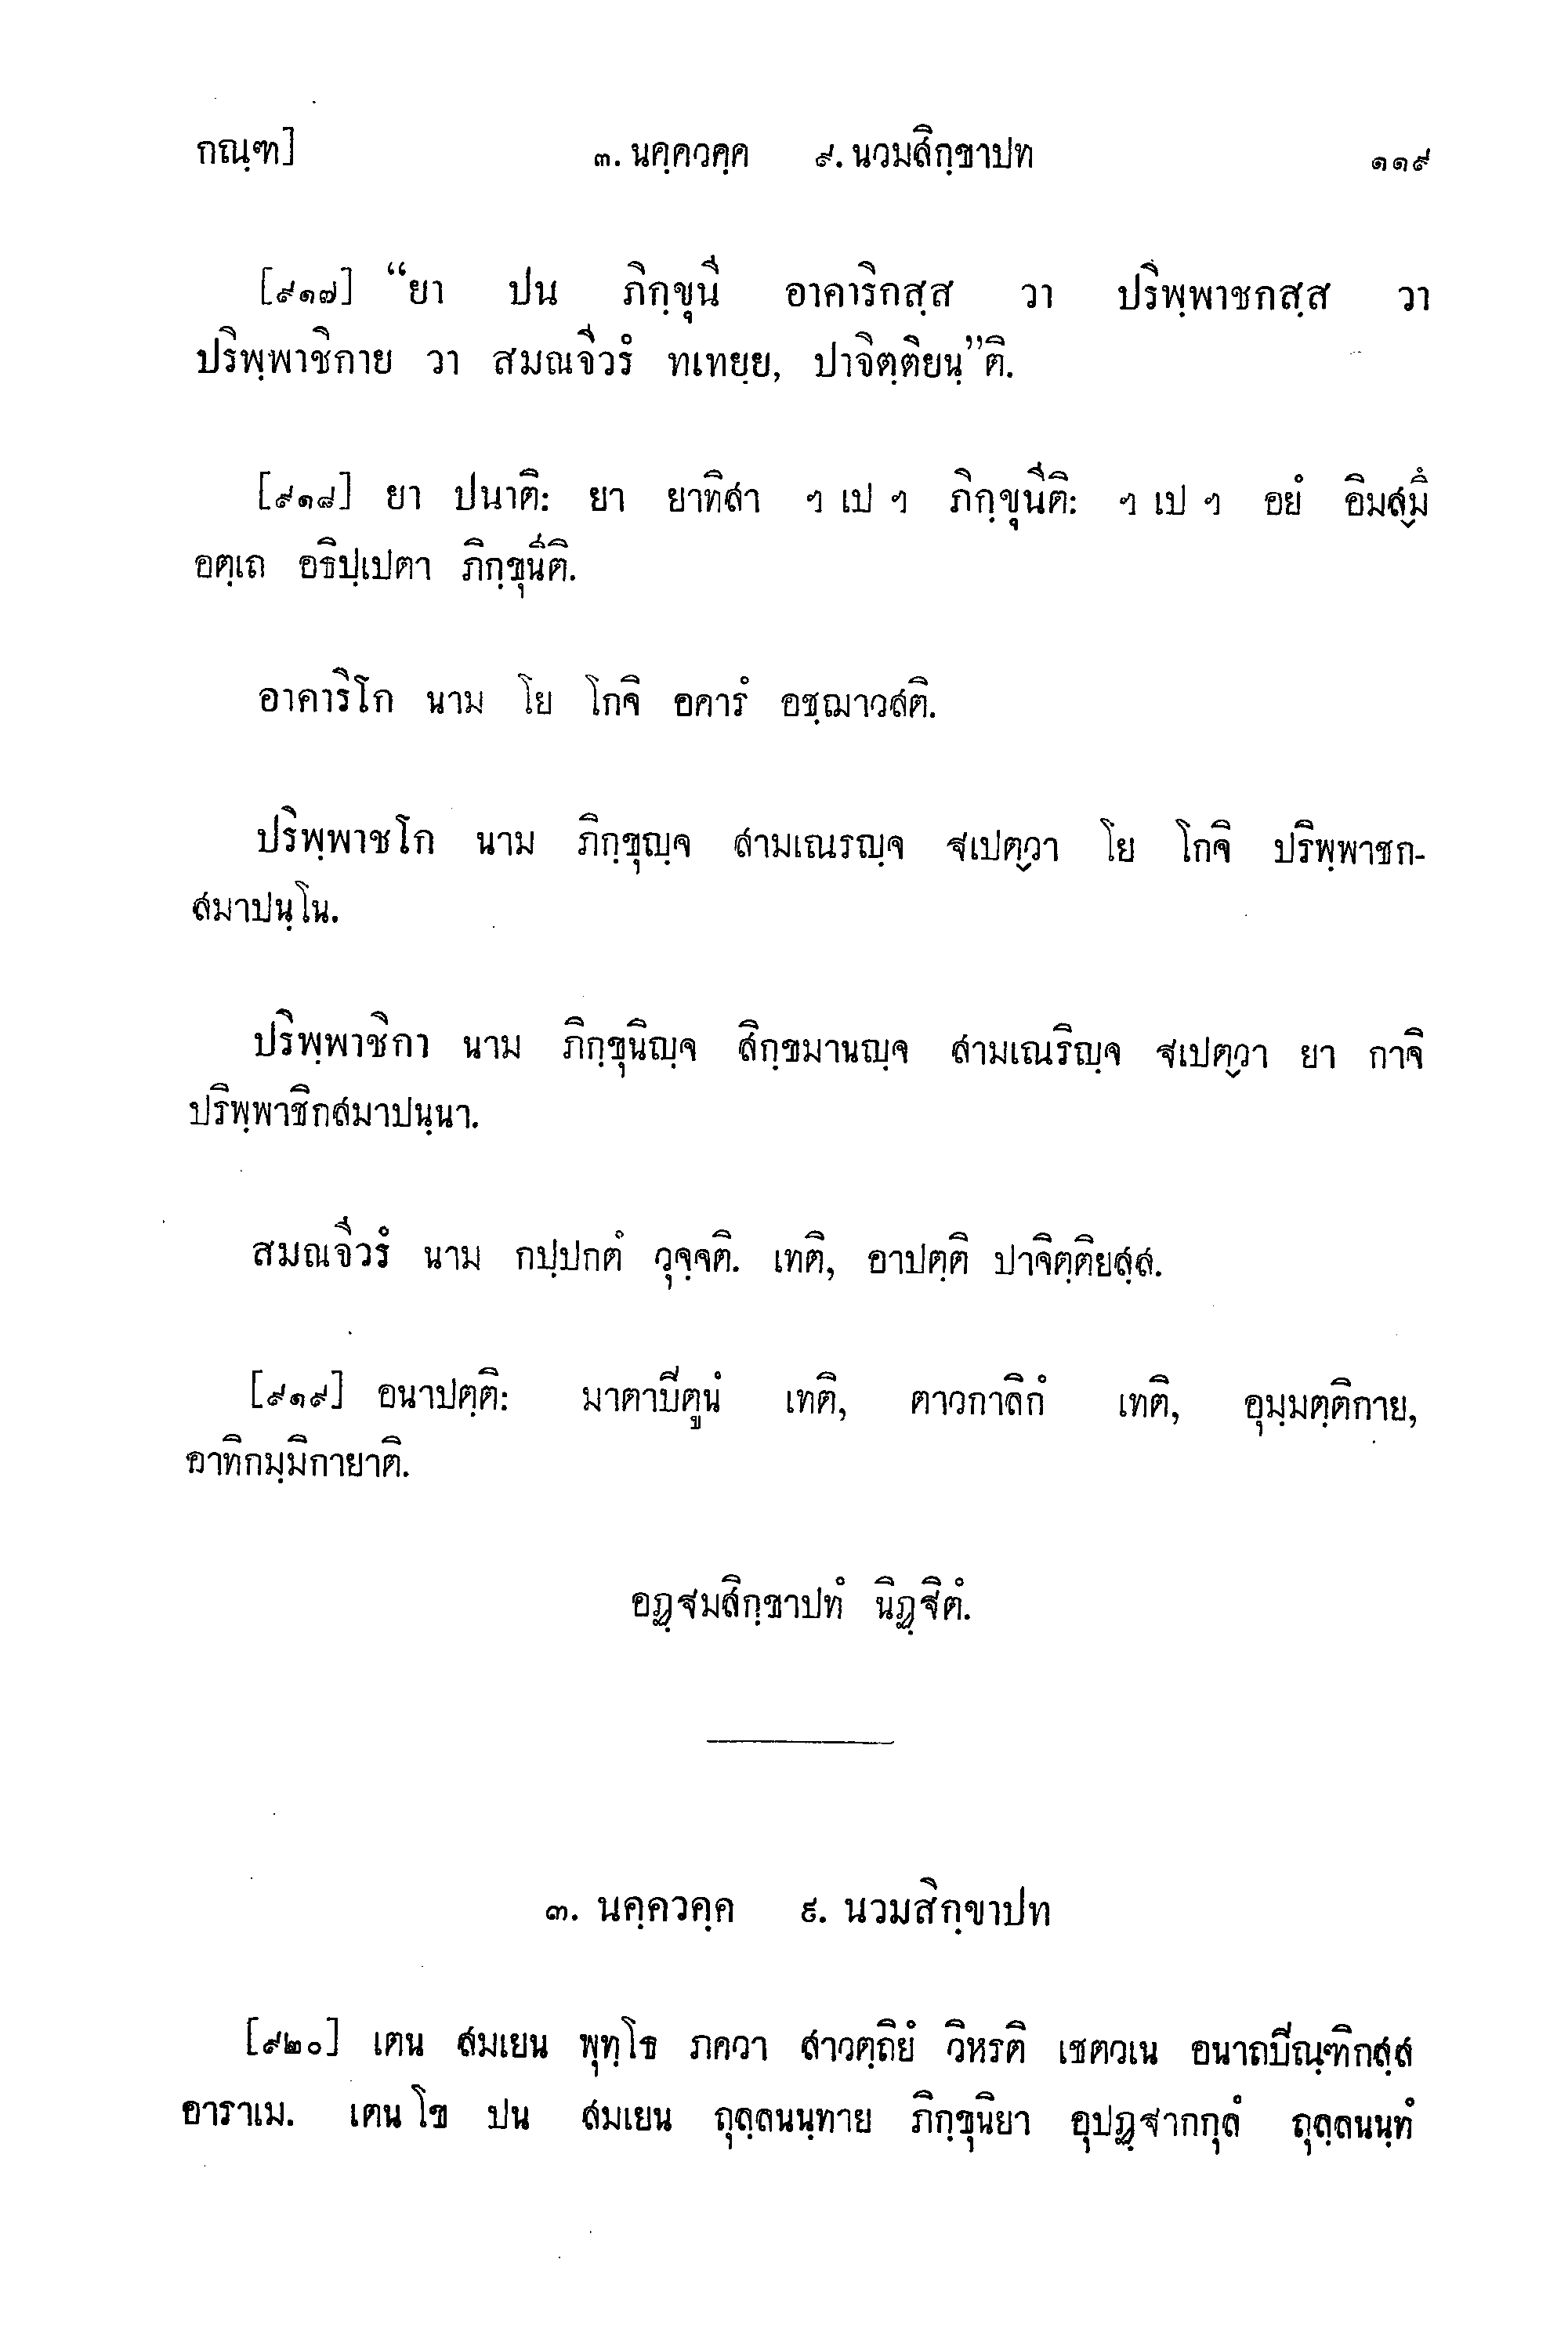 กณฺฑ]	๓. นคฺควคฺค ๙. นวมสิกฺขาปท	๑๑๙
[๙๑๗] “ยา ปน ภิกฺขุนี อาคาริกสฺส วา ปริพฺพาชกสฺส วา
ปริพฺพาชิกาย วา สมณจีวรํ ทเทยฺย, ปาจิตฺติยนฺ”ติ.
[๙๑๘] ยา ปนาติ: ยา ยาทิสา ฯ เป ฯ ภิกฺขุนีติ: ฯ เป ฯ อยํ อิมสฺมึ
อตฺเถ อธิปฺเปตา ภิกฺขุนีติ.
อาคาริโก นาม โย โกจิ อคารํ อชฺฌาวสติ.
ปริพฺพาชโก นาม ภิกฺขุญฺจ สามเณรญฺจ ฐเปตฺวา โย โกจิ ปริพฺพาชก-
สมาปนฺโน.
ปริพฺพาชิกา นาม ภิกฺขุนิญฺจ สิกฺขมานญฺจ สามเณริญฺจ ฐเปตฺวา ยา กาจิ
ปริพฺพาชิกสมาปนฺนา.
สมณจีวรํ นาม กปฺปกตํ วุจฺจติ. เทติ, อาปตฺติ ปาจิตฺติยสฺส.
[๙๑๙] อนาปตฺติ: มาตาปีตูนํ เทติ, ตาวกาลิกํ เทติ, อุมฺมตฺติกาย,
อาทิกมฺมิกายาติ.
อฏฺฐมสิกฺขาปทํ นิฏฺฐิตํ.
๓. นคฺควคฺค ๙. นวมสิกฺขาปท
[๙๒๐] เตน สมเยน พุทฺโธ ภควา สาวตฺถิยํ วิหรติ เชตวเน อนาถปีณฺฑิกสฺส
อาราเม. เตน โข ปน สมเยน ถุลฺลนนฺทาย ภิกฺขุนิยา อุปฏฺฐากกุลํ ถุลฺลนนฺทํ